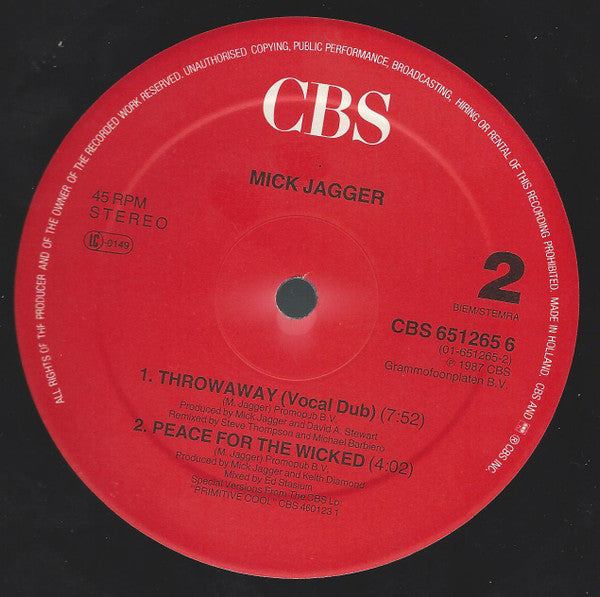 ALL RIGHTS OF THE PRODUCER AND OF THE OWNER OF THE RECORDED WORK RESERVED. UNAUTHORISED COPYING, PUBLIC PERFORMANCE, BROADCASTING, HIRING OR RENTAL OF THIS RECORDING PROHIBITED. MADE IN HOLLAND. CBS AND ® CBS INC.
CBS
MICK JAGGER
45 RPM
STEREO
LC-0149
2
BIEM/STEMRA
CBS 651265 6
(01-651265-2)
℗ 1987 CBS
Grammofoonplaten B.V.
1. THROWAWAY (Vocal Dub) (7:52)
(M. Jagger) Promopub B.V.
Produced by Mick Jagger and David A. Stewart
Remixed by Steve Thompson and Michael Barbiero
2. PEACE FOR THE WICKED (4:02)
(M. Jagger) Promopub B.V.
Produced by Mick Jagger and Keith Diamond
Mixed by Ed Stasium
Special Versions From The CBS Lp:
"PRIMITIVE COOL" CBS 460123 1